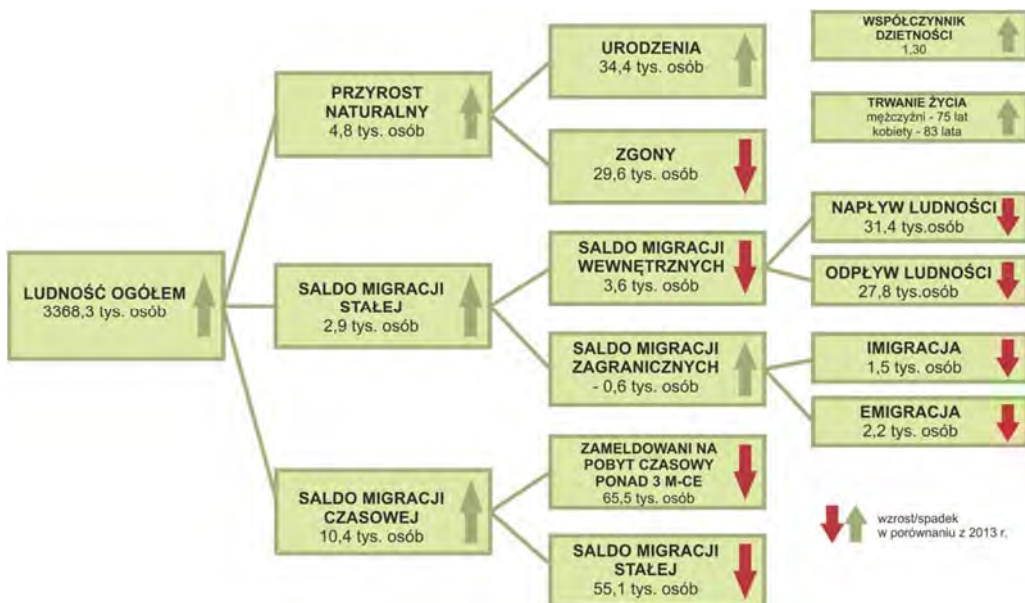 LUDNOŚĆ OGÓŁEM
3368,3 tys. osób
PRZYROST
NATURALNY
4,8 tys. osób
SALDO MIGRACJI
STAŁEJ
2,9 tys. osób
SALDO MIGRACJI
CZASOWEJ
10,4 tys. osób
URODZENIA
34,4 tys. osób
ZGONY
29,6 tys. osób
SALDO MIGRACJI
WEWNĘTRZNYCH
3,6 tys. osób
SALDO MIGRACJI
ZAGRANICZNYCH
- 0,6 tys. osób
ZAMELDOWANI NA
POBYT CZASOWY
PONAD 3 M-CE
65,5 tys. osób
SALDO MIGRACJI
STAŁEJ
55,1 tys. osób
WSPÓŁCZYNNIK
DZIETNOŚCI
1,30
TRWANIE ŻYCIA
mężczyźni - 75 lat
kobiety - 83 lata
NAPŁYW LUDNOŚCI
31,4 tys.osób
ODPŁYW LUDNOŚCI
27,8 tys.osób
IMIGRACJA
1,5 tys. osób
EMIGRACJA
2,2 tys. osób
wzrost/spadek
w porównaniu z 2013 r.